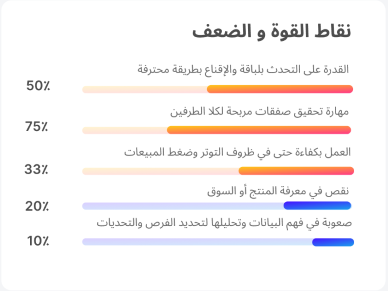 نقاط القوة و الضعف
القدرة على التحدث بلباقة والإقناع بطريقة محترفة
50٪
مهارة تحقيق صفقات مربحة لكلا الطرفين
75٪
العمل بكفاءة حتى في ظروف التوتر وضغط المبيعات
33٪
نقص في معرفة المنتج أو السوق
20٪
صعوبة في فهم البيانات وتحليلها لتحديد الفرص والتحديات
10٪